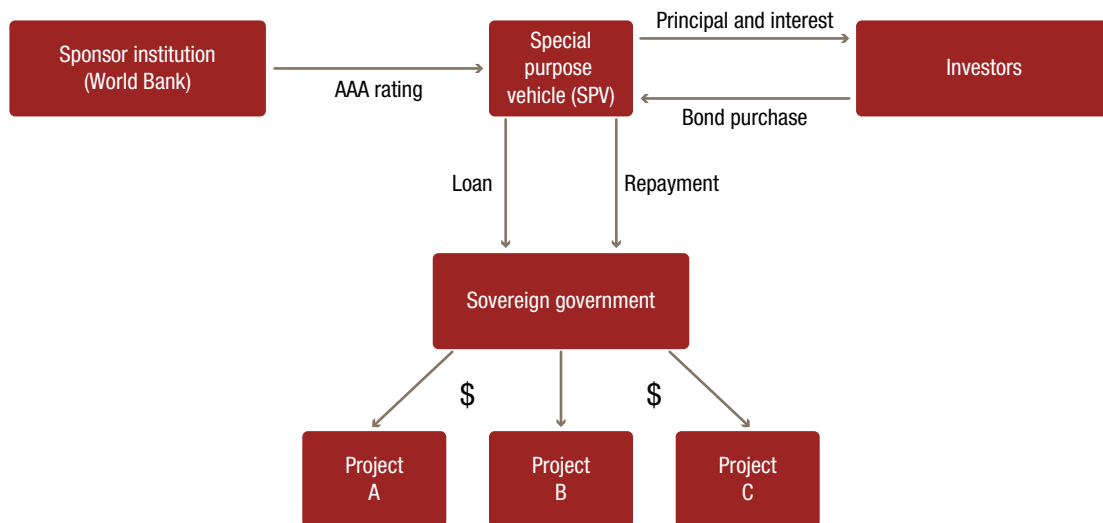 Sponsor institution
(World Bank)
AAA rating
Special
purpose
vehicle (SPV)
Principal and interest
Bond purchase
Investors
Loan
Repayment
Sovereign government
$
$
Project
A
Project
B
Project
C